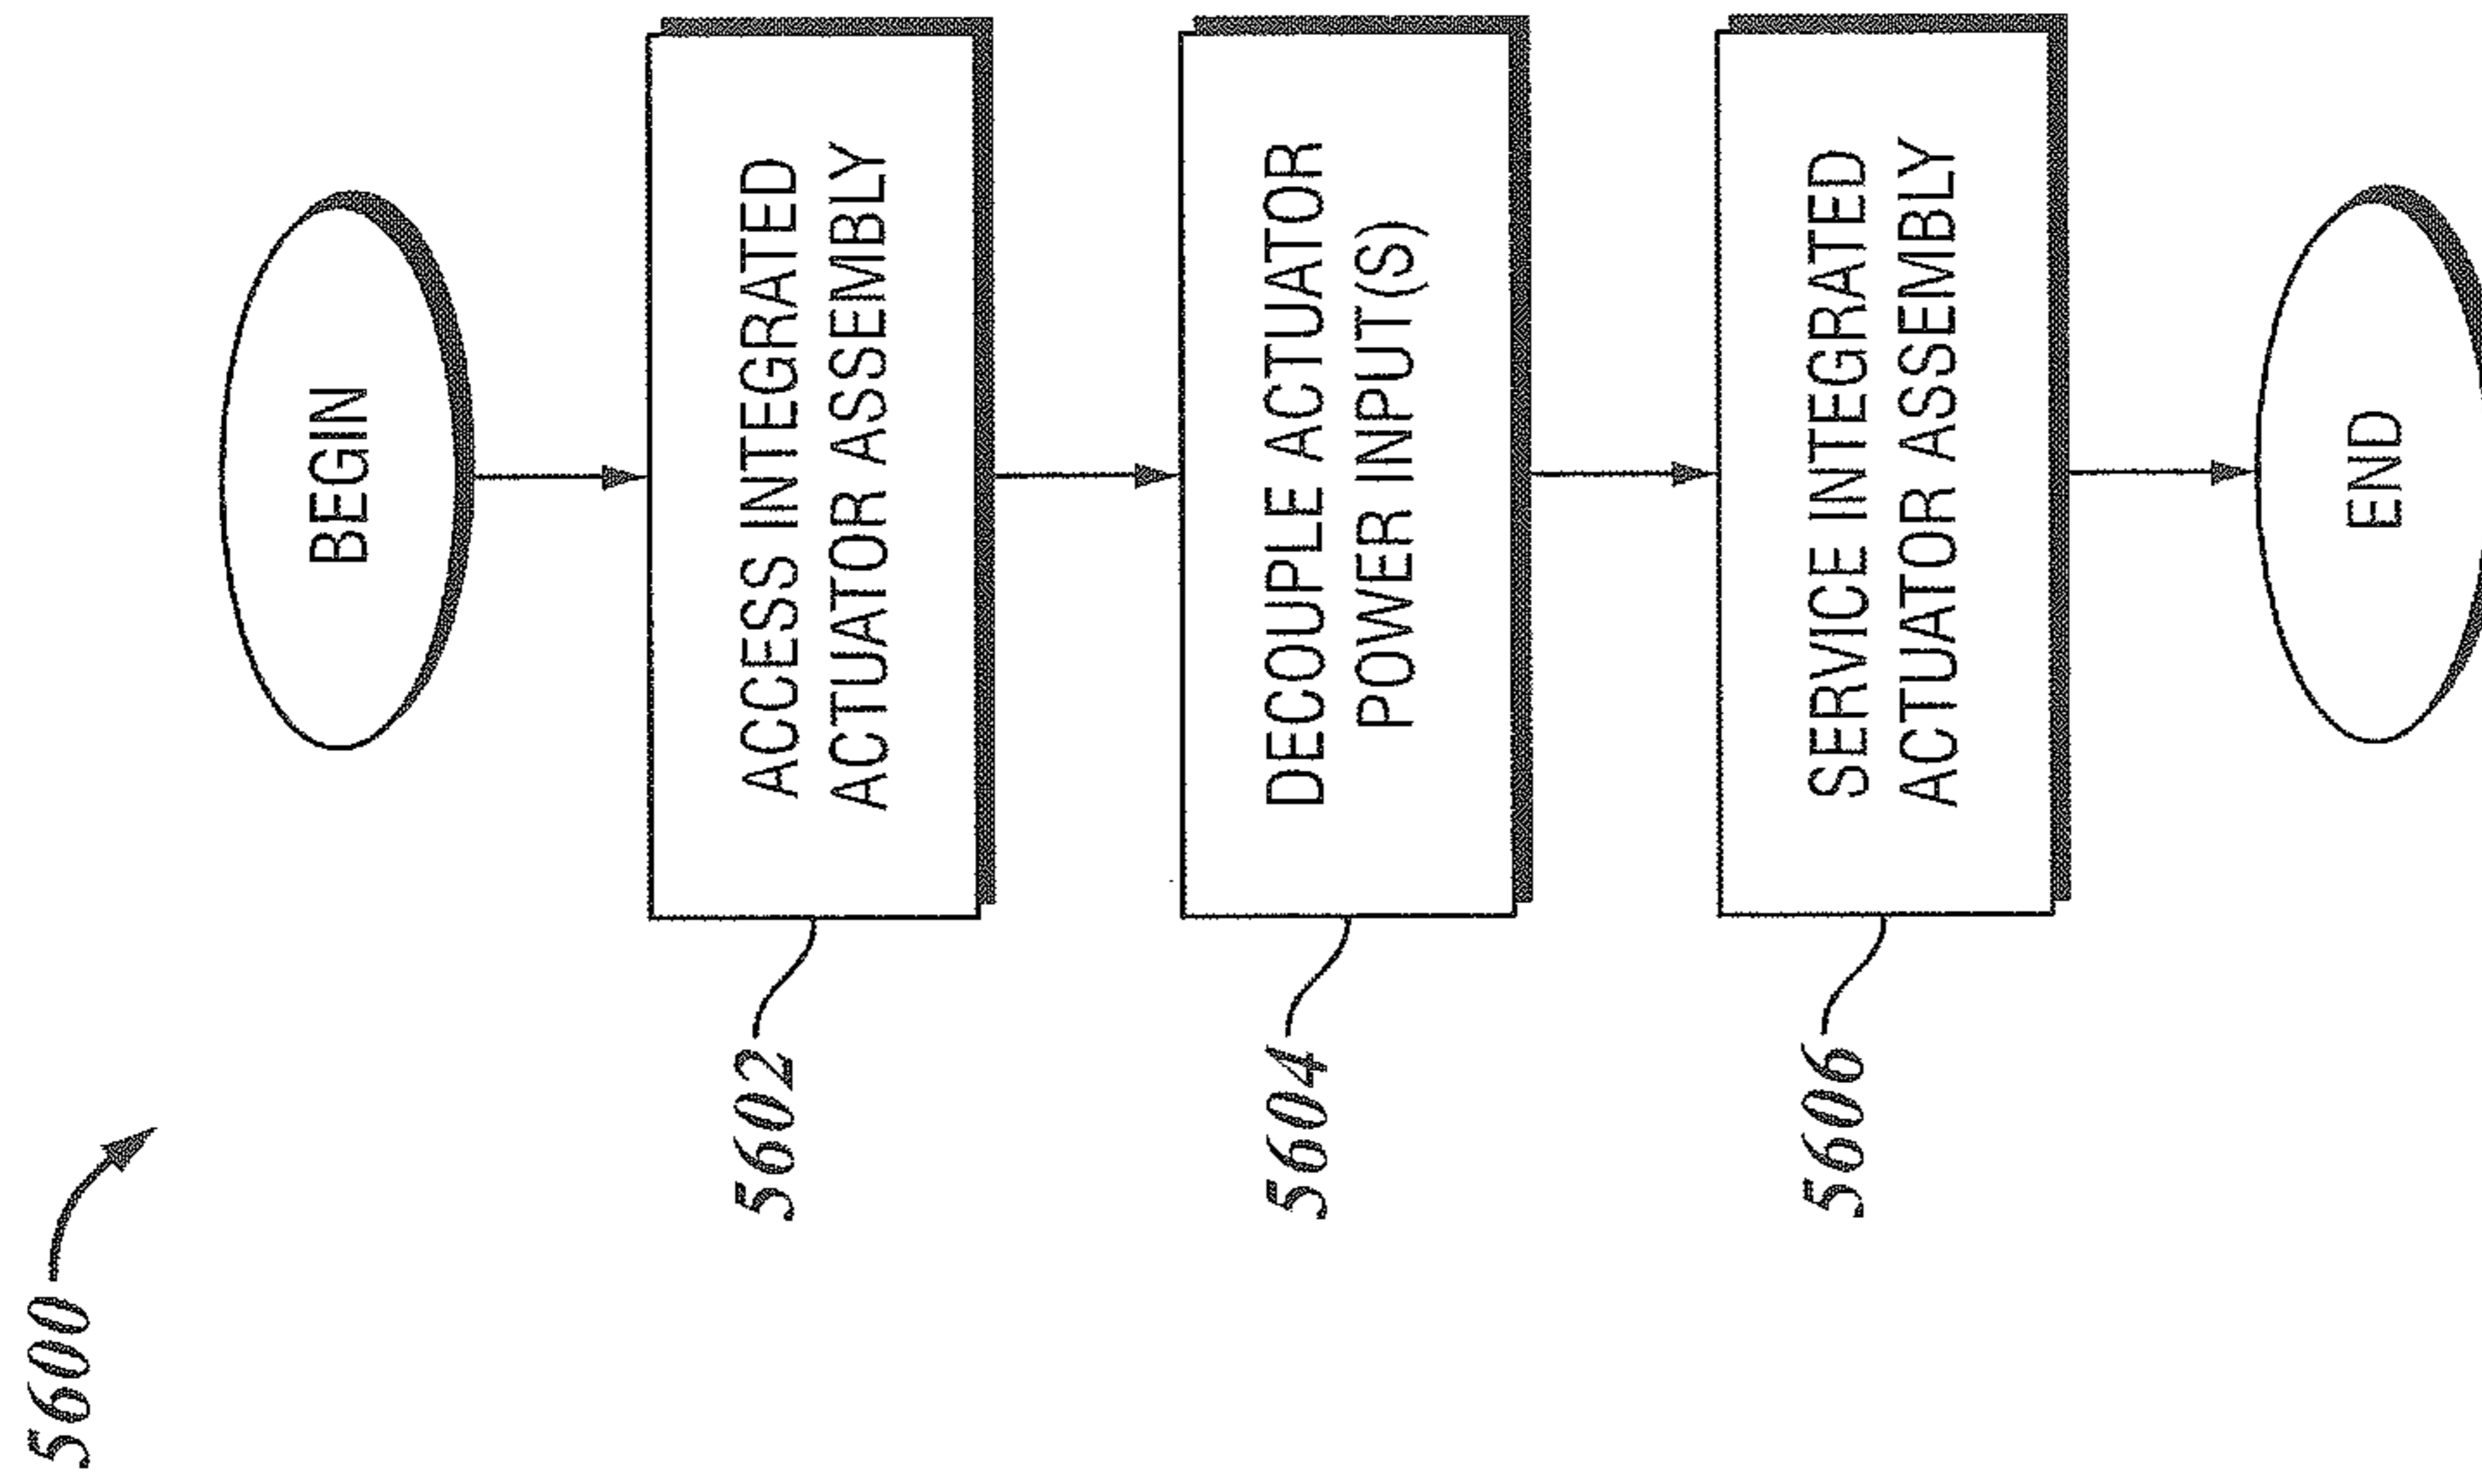 5600
BEGIN
5602
ACCESS INTEGRATED
ACTUATOR ASSEMBLY
5604
DECOUPLE ACTUATOR
POWER INPUT(S)
5606
SERVICE INTEGRATED
ACTUATOR ASSEMBLY
END